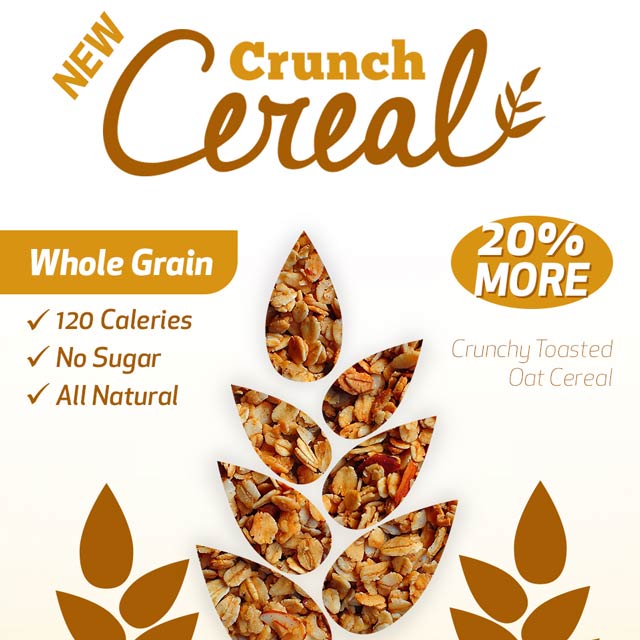 NEW
Crunch
Cereal
Whole Grain
120 Caleries
No Sugar
All Natural
20%
MORE
Crunchy Toasted
Oat Cereal